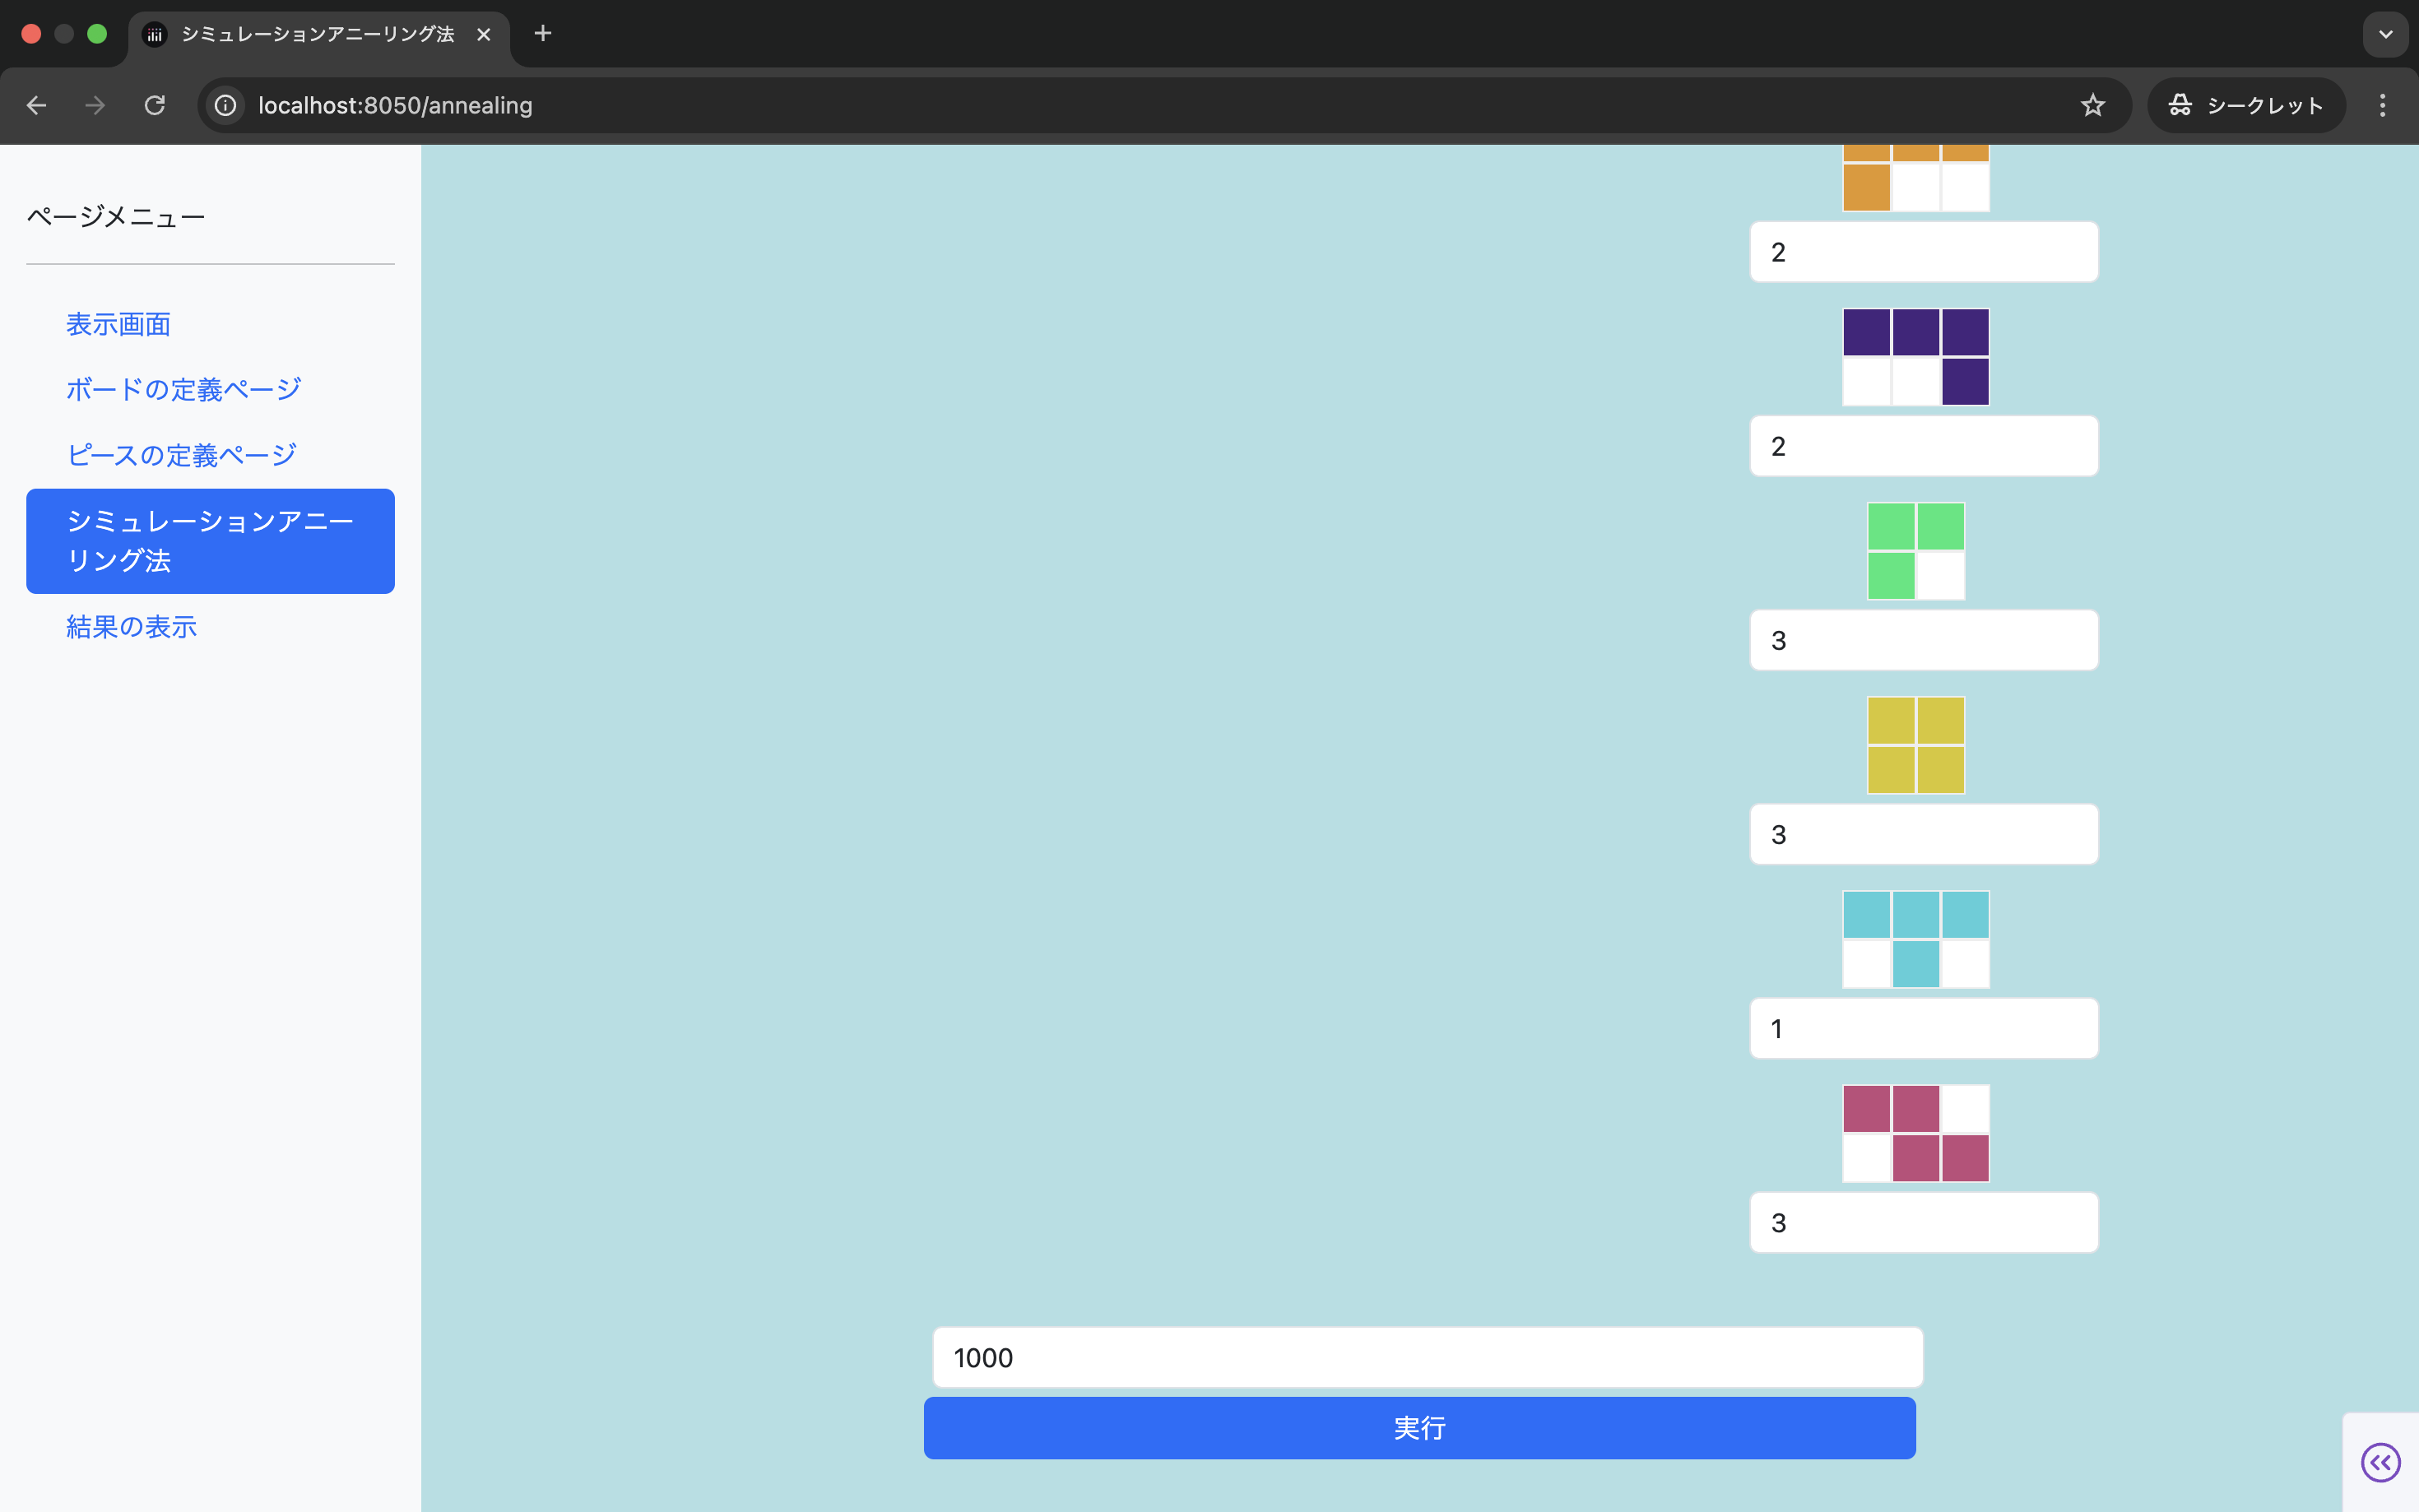 シミュレーションアニーリング法
localhost:8050/annealing
シークレット
ページメニュー
表示画面
ボードの定義ページ
ピースの定義ページ
シミュレーションアニー
リング法
結果の表示
2
2
3
3
1
3
1000
実行